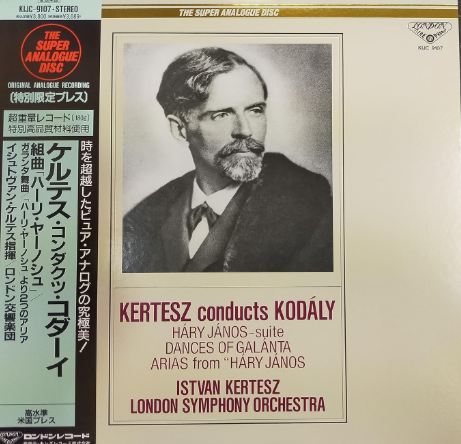 KIJC-9107・STEREO
THE
SUPER
ANALOGUE
DISC
ORIGINAL ANALOGUE RECORDING
(特別限定プレス)
超重量レコード(180g)
特別高品質材料使用
時を超越したピュア・アナログの究極美!
ケルテス・コンダクツ・コダーイ
組曲「ハーリ・ヤーノシュ」/
ガランタ舞曲/「ハーリ・ヤーノシュ」より2つのアリア
イシュトヴァン・ケルテス指揮 ロンドン交響楽団
高水準
米国プレス
ロンドンレコード
THE SUPER ANALOGUE DISC
LONDON
KIJC 9107
KERTESZ conducts KODÁLY
HÁRY JÁNOS-suite
DANCES OF GALÁNTA
ARIAS from "HÁRY JÁNOS
ISTVAN KERTESZ
LONDON SYMPHONY ORCHESTRA